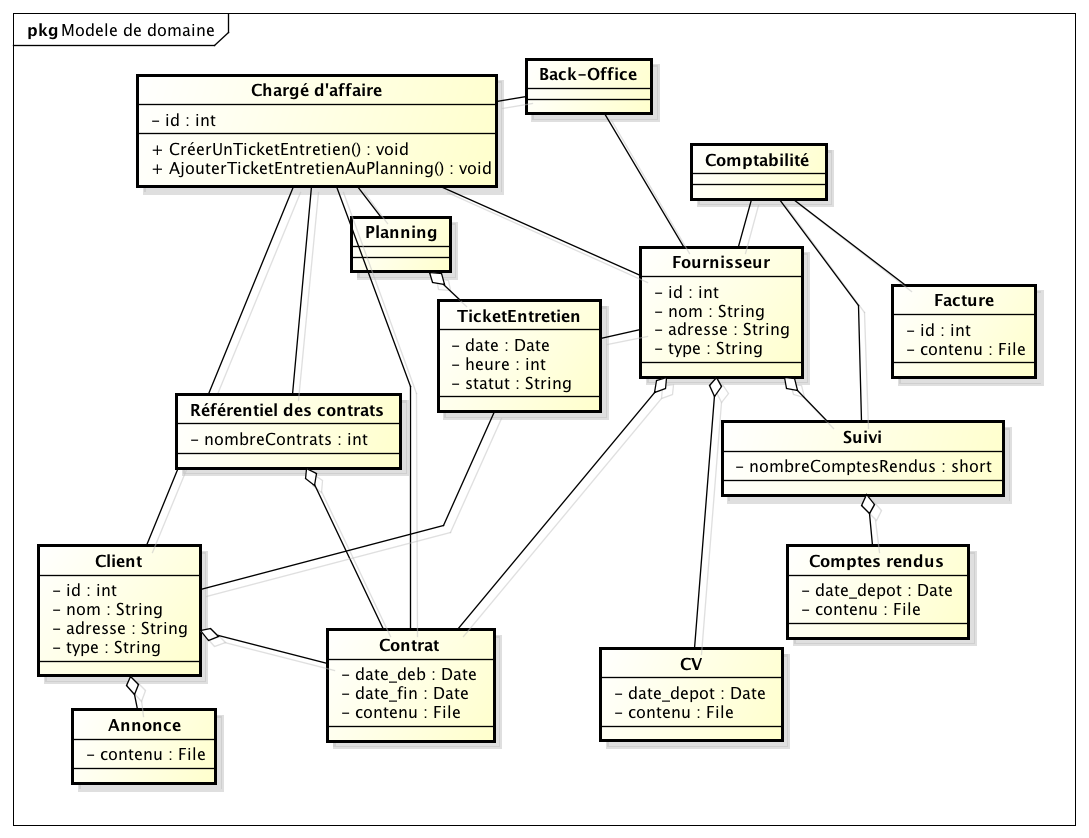 pkg Modele de domaine
Back-Office
Chargé d'affaire
- id : int
+ CréerUnTicketEntretien() : void
+ AjouterTicketEntretienAuPlanning() : void
Comptabilité
Planning
Fournisseur
- id : int
- nom : String
- adresse : String
- type : String
Facture
- id : int
- contenu : File
TicketEntretien
- date : Date
- heure : int
- statut : String
Référentiel des contrats
- nombreContrats : int
Suivi
- nombreComptesRendus : short
Client
- id : int
- nom : String
- adresse : String
- type : String
Comptes rendus
- date_depot : Date
- contenu : File
Contrat
- date_deb : Date
- date_fin : Date
- contenu : File
CV
- date_depot : Date
- contenu : File
Annonce
- contenu : File